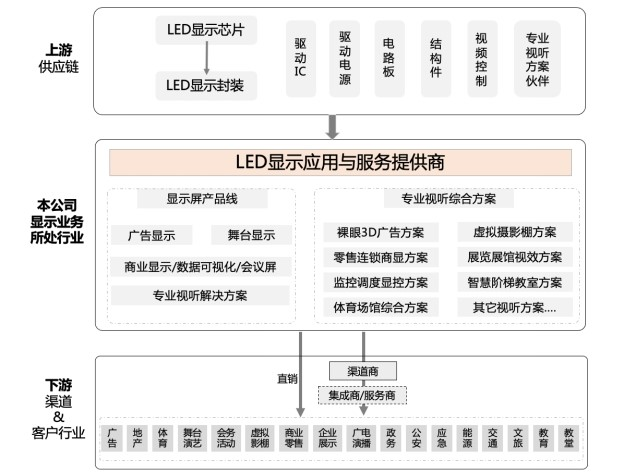 上游
供应链
LED显示芯片
LED显示封装
驱动IC
驱动电源
电路板
结构件
视频控制
专业
视听
方案
伙伴
本公司
显示业务
所处行业
LED显示应用与服务提供商
显示屏产品线
广告显示
舞台显示
商业显示/数据可视化/会议屏
专业视听解决方案
专业视听综合方案
裸眼3D广告方案
虚拟摄影棚方案
零售连锁商显方案
展览展馆视效方案
监控调度显控方案
智慧阶梯教室方案
体育场馆综合方案
其它视听方案....
下游
渠道
&
客户行业
直销
渠道商
集成商/服务商
广告
地产
体育
舞台
演艺
会务
活动
虚拟
影棚
商业
零售
企业
展示
广电
演播
政务
公安
应急
能源
交通
文旅
教育
教堂